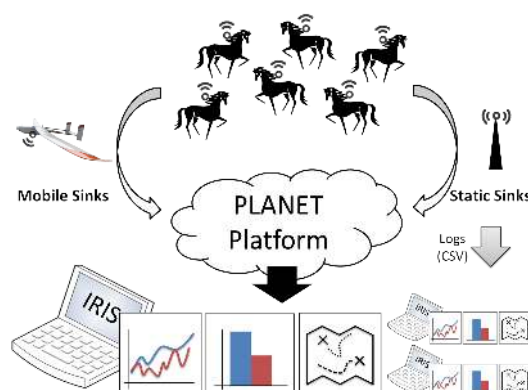 Mobile Sinks
Static Sinks
PLANET
Platform
Logs
(CSV)
IRIS
IRIS
IRIS